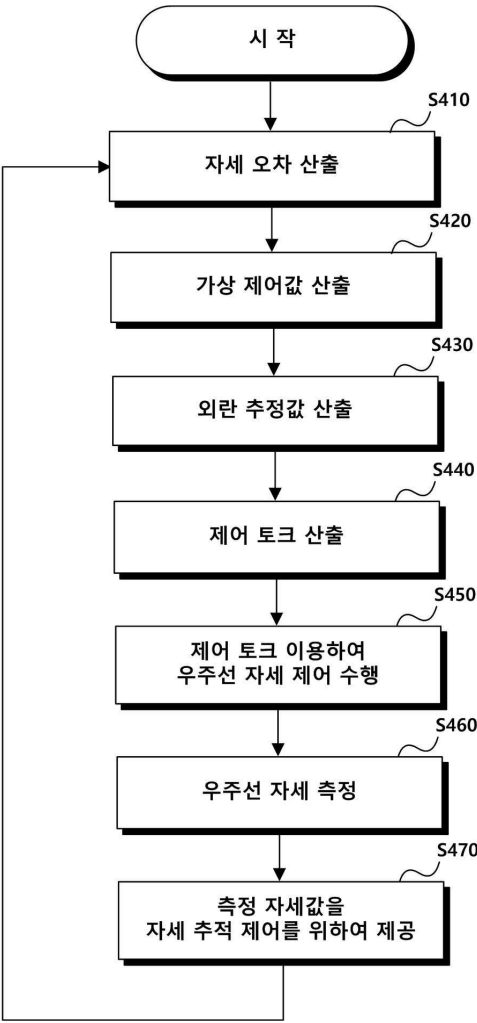 시 작
S410
자세 오차 산출
S420
가상 제어값 산출
S430
외란 추정값 산출
S440
제어 토크 산출
S450
제어 토크 이용하여
우주선 자세 제어 수행
S460
우주선 자세 측정
S470
측정 자세값을
자세 추적 제어를 위하여 제공